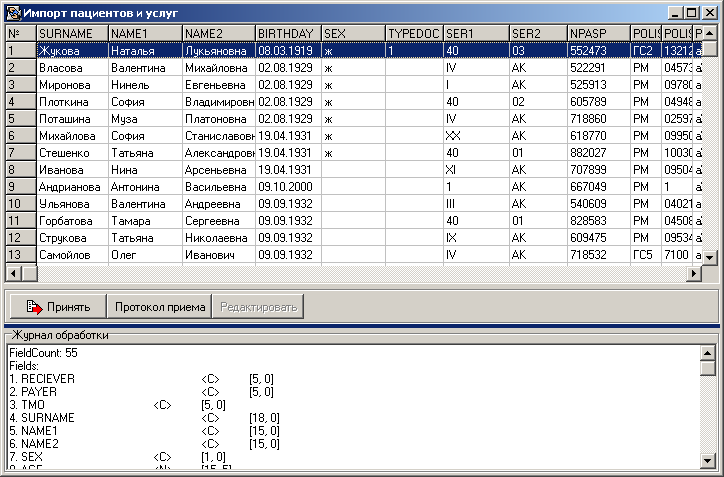 Импорт пациентов и услуг
№ SURNAME NAME1 NAME2 BIRTHDAY SEX TYPEDOC SER1 SER2 NPASP POLIS POLIS P
1 Жукова Наталья Лукьяновна 08.03.1919 ж 1 40 03 552473 ГС2 13212 а
2 Власова Валентина Михайловна 02.08.1929 ж IV АК 522291 РМ 04573 а
3 Миронова Нинель Евгеньевна 02.08.1929 ж I АК 525913 РМ 09780 а
4 Плоткина София Владимировн 02.08.1929 ж 40 02 605789 РМ 04948 а
5 Поташина Муза Платоновна 02.08.1929 ж IV АК 718860 РМ 02597 а
6 Михайлова София Станиславовн 19.04.1931 ж XX АК 618770 РМ 09950 а
7 Стешенко Татьяна Александровн 19.04.1931 ж 40 01 882027 РМ 10030 а
8 Иванова Нина Арсеньевна 19.04.1931 XI АК 707899 РМ 09504 а
9 Андрианова Антонина Васильевна 09.10.2000 1 АК 667049 РМ 1 а
10 Ульянова Валентина Андреевна 09.09.1932 III АК 540609 РМ 04021 а
11 Горбатова Тамара Сергеевна 09.09.1932 40 01 828583 РМ 04508 а
12 Струкова Татьяна Николаевна 09.09.1932 IX АК 609475 РМ 09534 а
13 Самойлов Олег Иванович 09.09.1932 IV АК 718532 ГС5 7100 а
Принять Протокол приема Редактировать
Журнал обработки
FieldCount: 55
Fields:
1. RECIEVER <C> [5, 0]
2. PAYER <C> [5, 0]
3. TMO <C> [5, 0]
4. SURNAME <C> [18, 0]
5. NAME1 <C> [15, 0]
6. NAME2 <C> [15, 0]
7. SEX <C> [1, 0]
8. AGE <N> [15, 5]